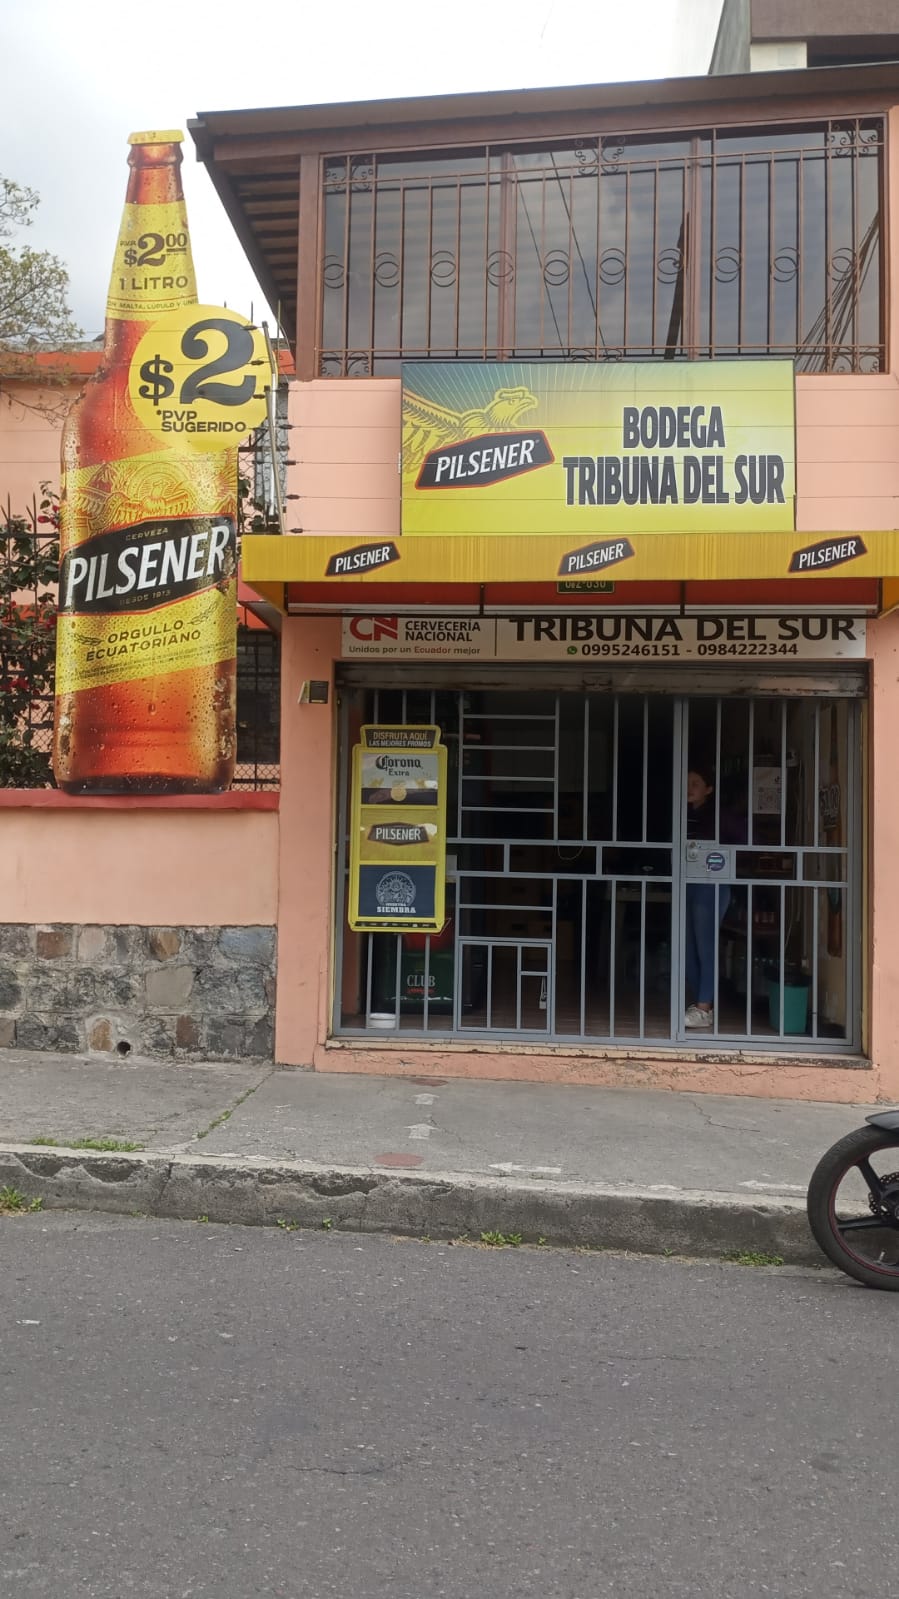 P.V.P.
$2.00
1 LITRO
$2
*PVP
SUGERIDO
CERVEZA
PILSENER
DESDE 1913
ORGULLO
ECUATORIANO
PILSENER
BODEGA
TRIBUNA DEL SUR
PILSENER
PILSENER
PILSENER
CN CERVECERÍA
NACIONAL
Unidos por un Ecuador mejor
TRIBUNA DEL SUR
0995246151 - 0984222344
DISFRUTA AQUÍ
LAS MEJORES PROMOS
Corona
Extra
PILSENER
NUESTRA
SIEMBRA
CLUB